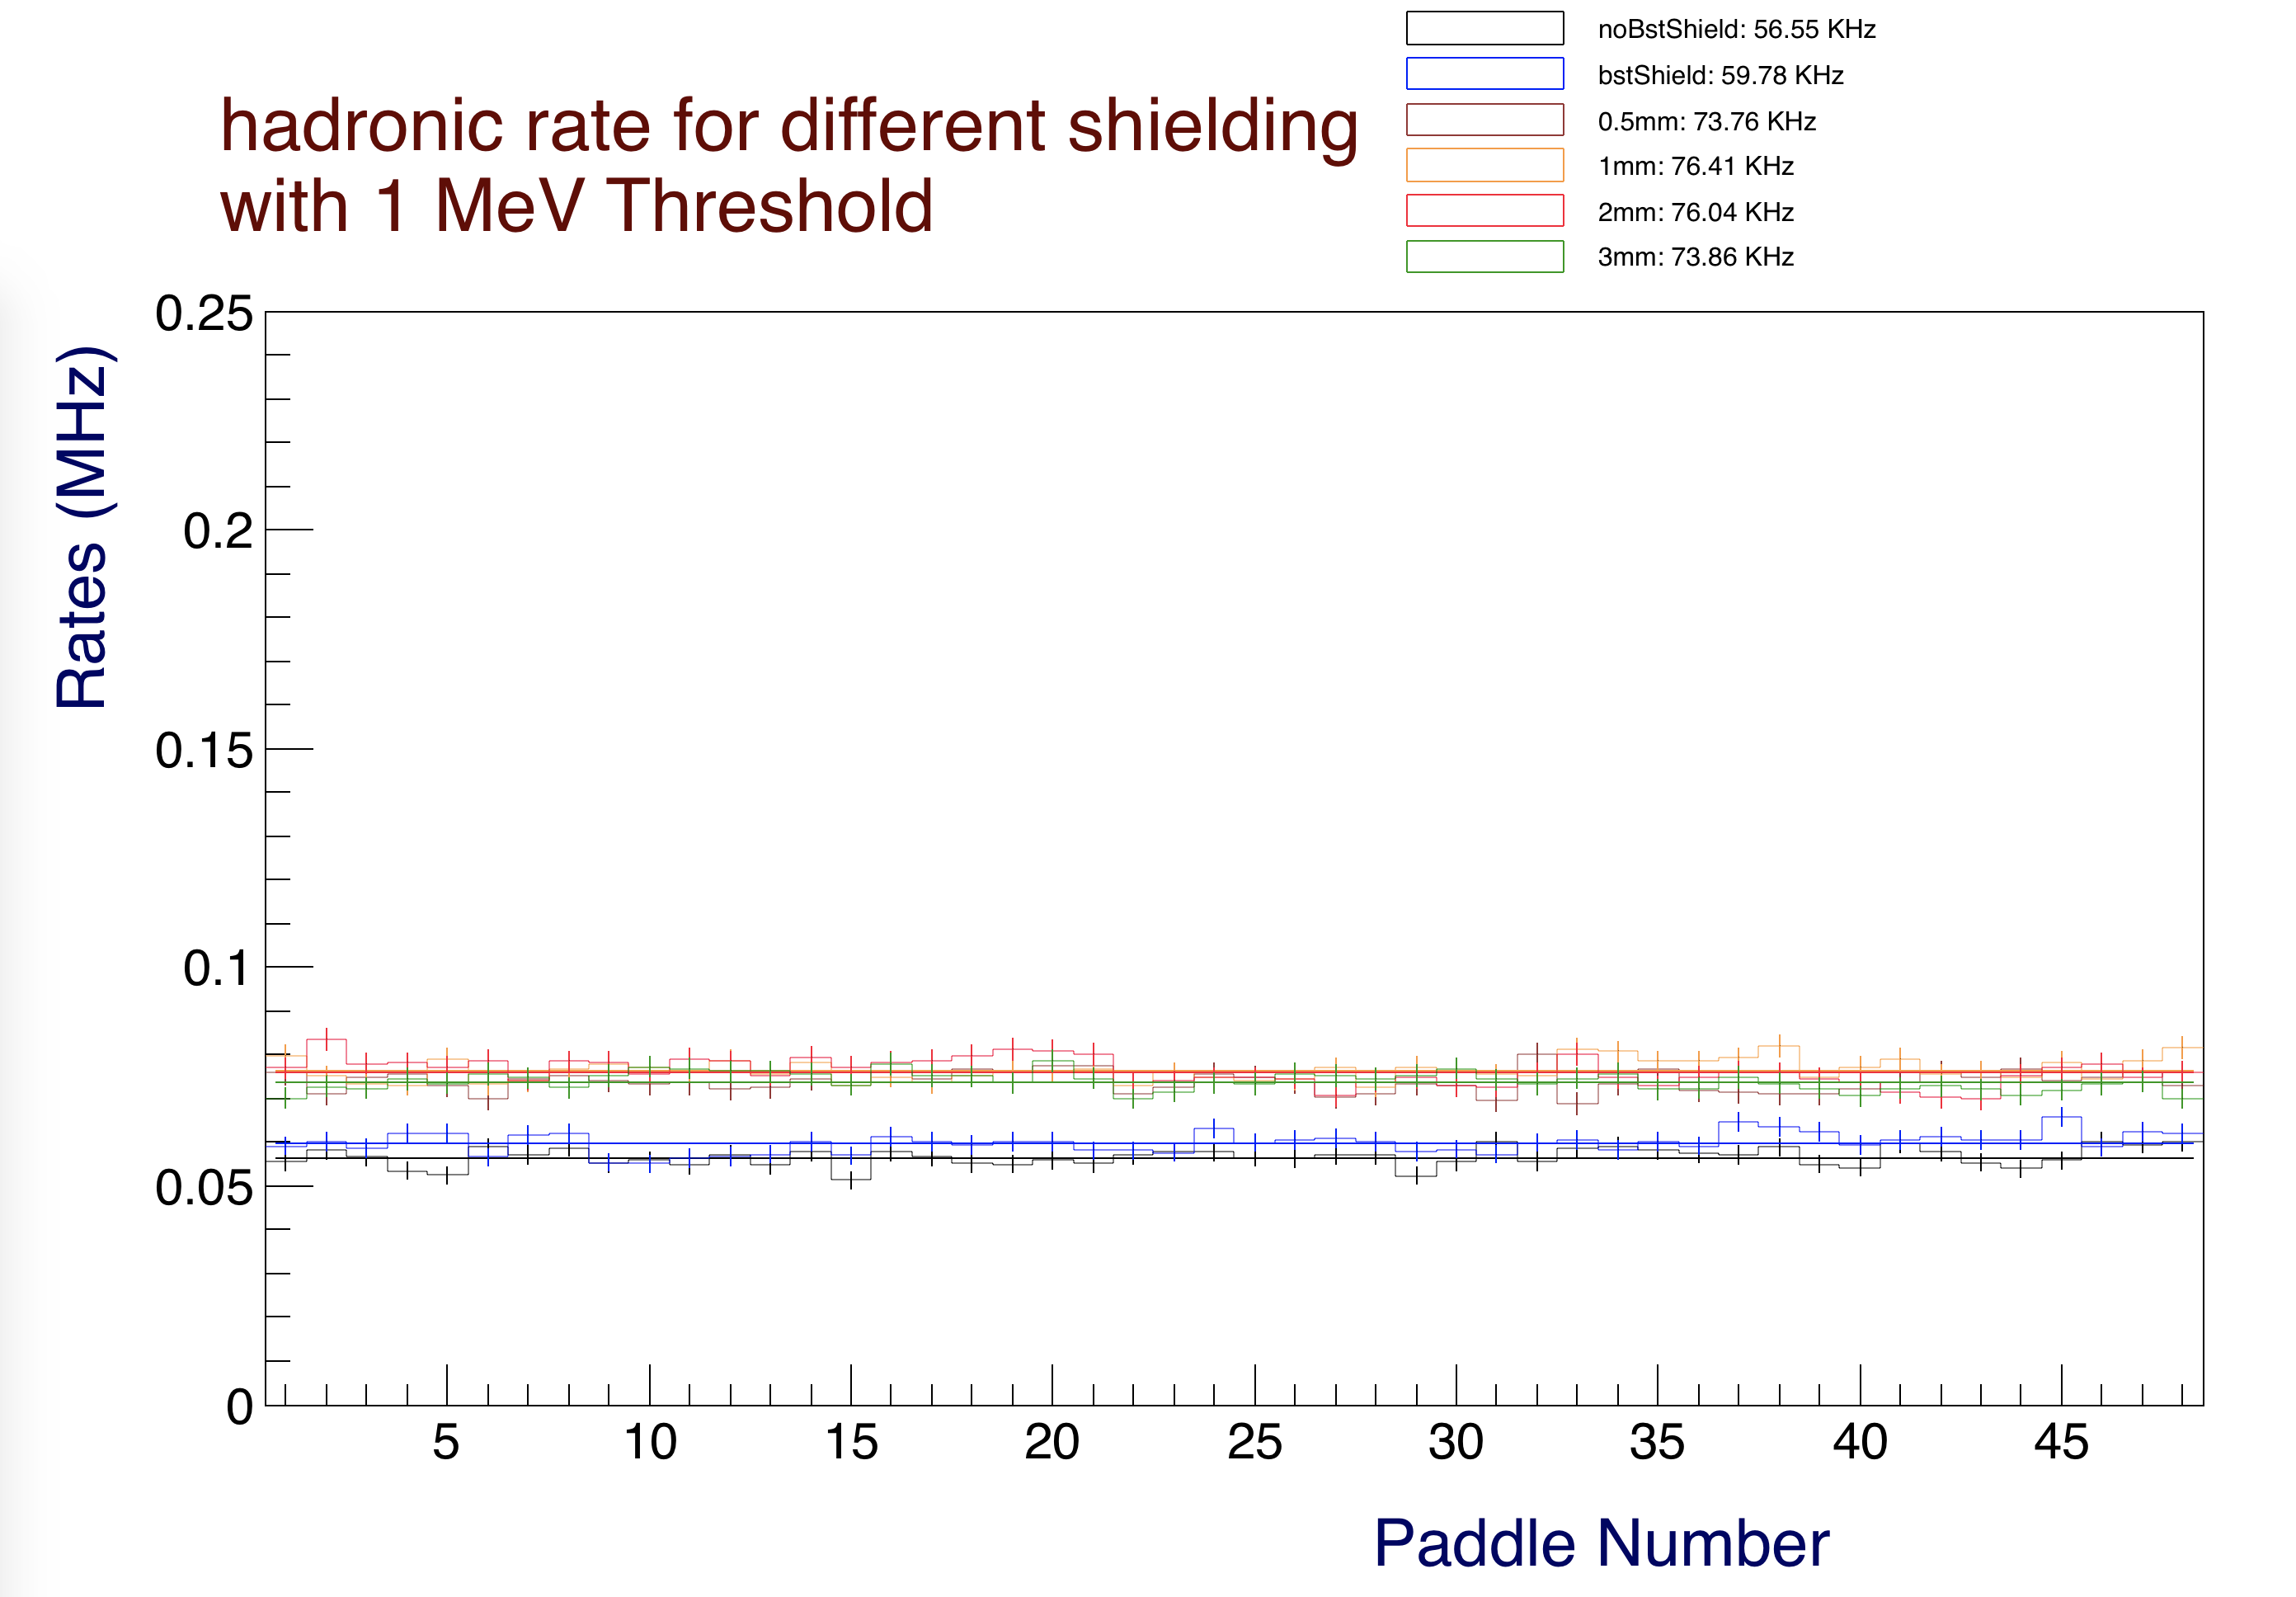 noBstShield: 56.55 KHz
bstShield: 59.78 KHz
0.5mm: 73.76 KHz
1mm: 76.41 KHz
2mm: 76.04 KHz
3mm: 73.86 KHz
hadronic rate for different shielding
with 1 MeV Threshold
Rates (MHz)
0.25
0.2
0.15
0.1
0.05
0
5 10 15 20 25 30 35 40 45
Paddle Number